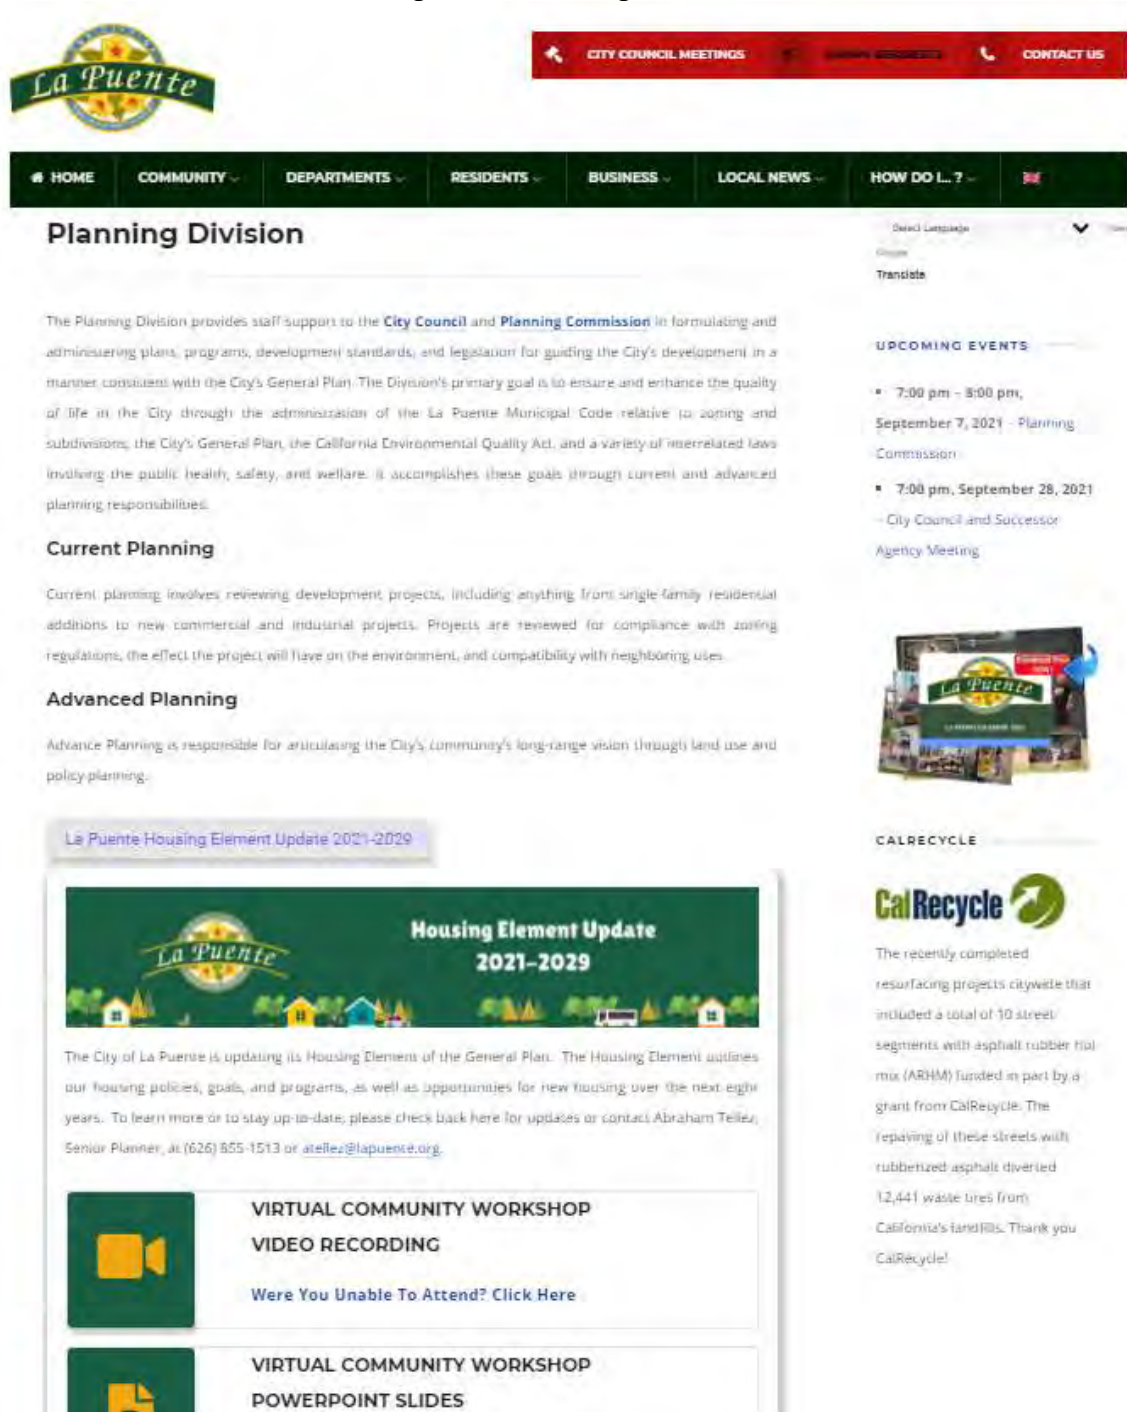 La Puente
CITY COUNCIL MEETINGS
CONTACT US
HOME
COMMUNITY
DEPARTMENTS
RESIDENTS
BUSINESS
LOCAL NEWS
HOW DO I... ?
Planning Division
The Planning Division provides staff support to the City Council and Planning Commission in formulating and
administering plans, programs, development standards, and legislation for guiding the City's development in a
manner consistent with the City's General Plan. The Division's primary goal is to ensure and enhance the quality
of life in the City through the administration of the La Puente Municipal Code relative to zoning and
subdivisions, the City's General Plan, the California Environmental Quality Act, and a variety of interrelated laws
involving the public health, safety, and welfare. It accomplishes these goals through current and advanced
planning responsibilities.
Current Planning
Current planning involves reviewing development projects, including anything from single-family residential
additions to new commercial and industrial projects. Projects are reviewed for compliance with zoning
regulations, the effect the project will have on the environment, and compatibility with neighboring uses.
Advanced Planning
Advance Planning is responsible for articulating the City's community's long-range vision through land use and
policy planning.
La Puente Housing Element Update 2021-2029
La Puente
Housing Element Update
2021-2029
The City of La Puente is updating its Housing Element of the General Plan. The Housing Element outlines
our housing policies, goals, and programs, as well as opportunities for new housing over the next eight
years. To learn more or to stay up-to-date, please check back here for updates or contact Abraham Tellez,
Senior Planner, at (626) 855-1513 or atellez@lapuente.org.
VIRTUAL COMMUNITY WORKSHOP
VIDEO RECORDING
Were You Unable To Attend? Click Here
VIRTUAL COMMUNITY WORKSHOP
POWERPOINT SLIDES
Select Language
Translate
UPCOMING EVENTS
7:00 pm – 8:00 pm,
September 7, 2021 - Planning
Commission
7:00 pm, September 28, 2021
- City Council and Successor
Agency Meeting
La Puente
CALRECYCLE
CalRecycle
The recently completed
resurfacing projects citywide that
included a total of 10 street
segments with asphalt rubber hot
mix (ARHM) funded in part by a
grant from CalRecycle. The
repaving of these streets with
rubberized asphalt diverted
12,441 waste tires from
California's landfills. Thank you
CalRecycle!